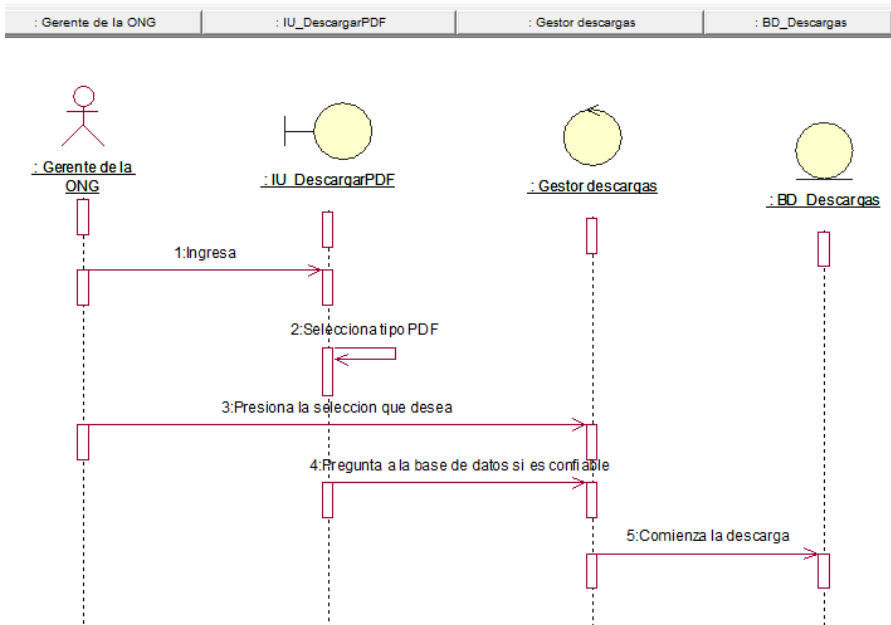 : Gerente de la ONG
: IU_DescargarPDF
: Gestor descargas
: BD_Descargas
: Gerente de la
ONG
: IU_DescargarPDF
: Gestor descargas
: BD_Descargas
1:Ingresa
2:Selecciona tipo PDF
3:Presiona la seleccion que desea
4:Pregunta a la base de datos si es confiable
5:Comienza la descarga